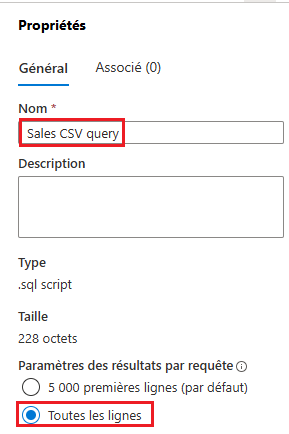 Propriétés
Général Associé (0)
Nom *
Sales CSV query
Description
Type
.sql script
Taille
228 octets
Paramètres des résultats par requête
5 000 premières lignes (par défaut)
Toutes les lignes